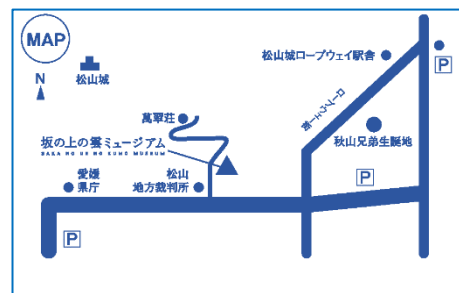 MAP
N
松山城
松山城ロープウェイ駅舎
P
萬翠荘
ロープウェー街
坂の上の雲ミュージアム
SAKA NO UE NO KUMO MUSEUM
秋山兄弟生誕地
愛媛
県庁
松山
地方裁判所
P
P